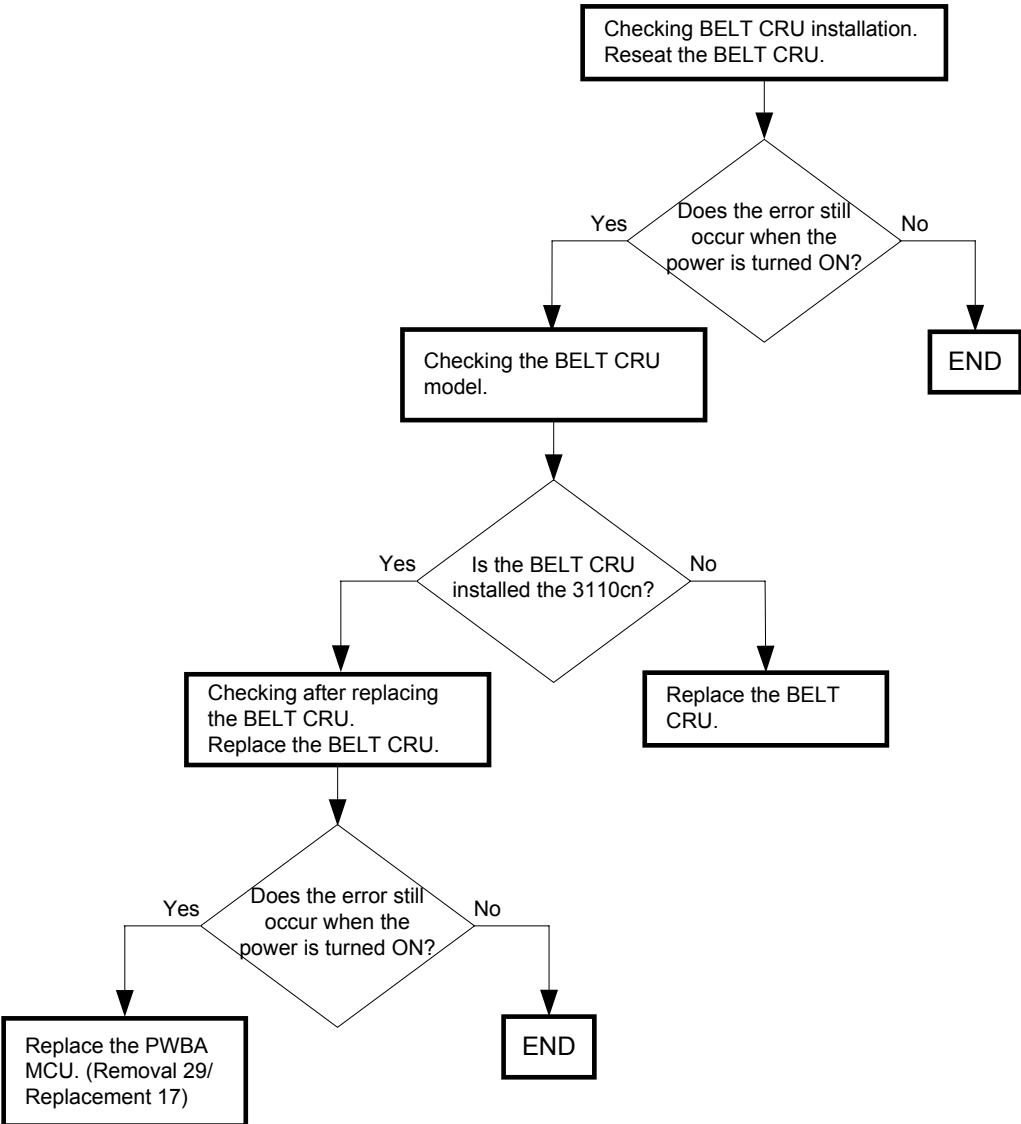 Checking BELT CRU installation.
Reseat the BELT CRU.
Does the error still
occur when the
power is turned ON?
Yes
No
Checking the BELT CRU
model.
END
Is the BELT CRU
installed the 3110cn?
Yes
No
Checking after replacing
the BELT CRU.
Replace the BELT CRU.
Replace the BELT
CRU.
Does the error still
occur when the
power is turned ON?
Yes
No
Replace the PWBA
MCU. (Removal 29/
Replacement 17)
END